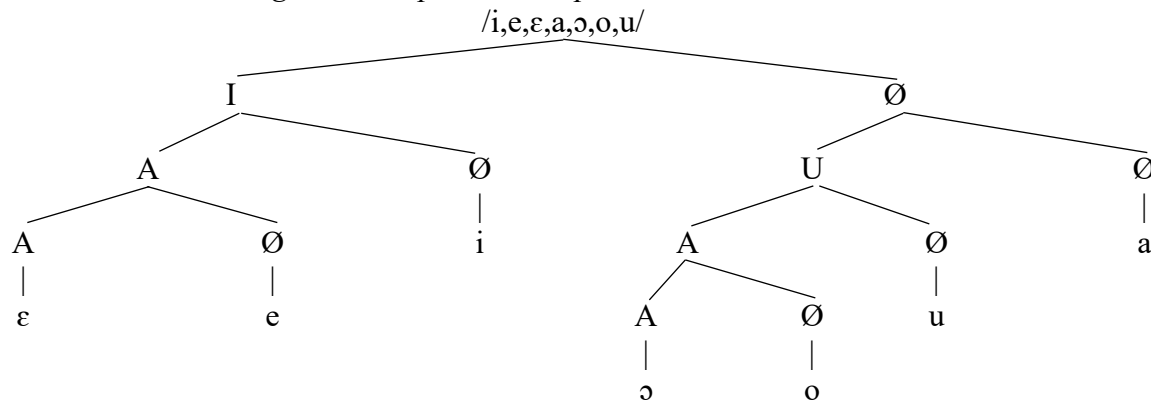 /i,e,ɛ,a,ɔ,o,u/
I Ø
A Ø U Ø
A Ø i A Ø a
ɛ e A Ø u
ɔ o